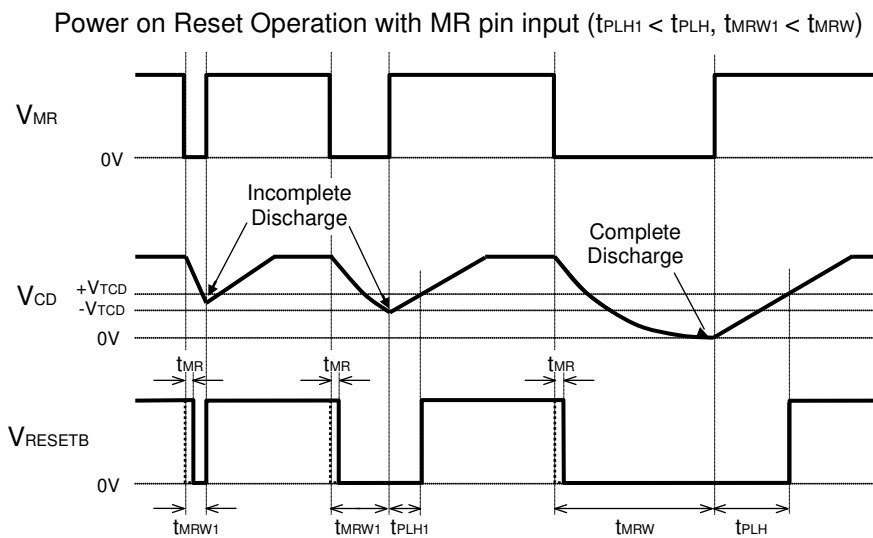 Power on Reset Operation with MR pin input (tPLH1 < tPLH, tMRW1 < tMRW)
VMR
0V
Incomplete
Discharge
Complete
Discharge
+VTCD
VCD
-VTCD
0V
tMR tMR tMR
VRESETB
0V
tMRW1 tMRW1 tPLH1 tMRW tPLH